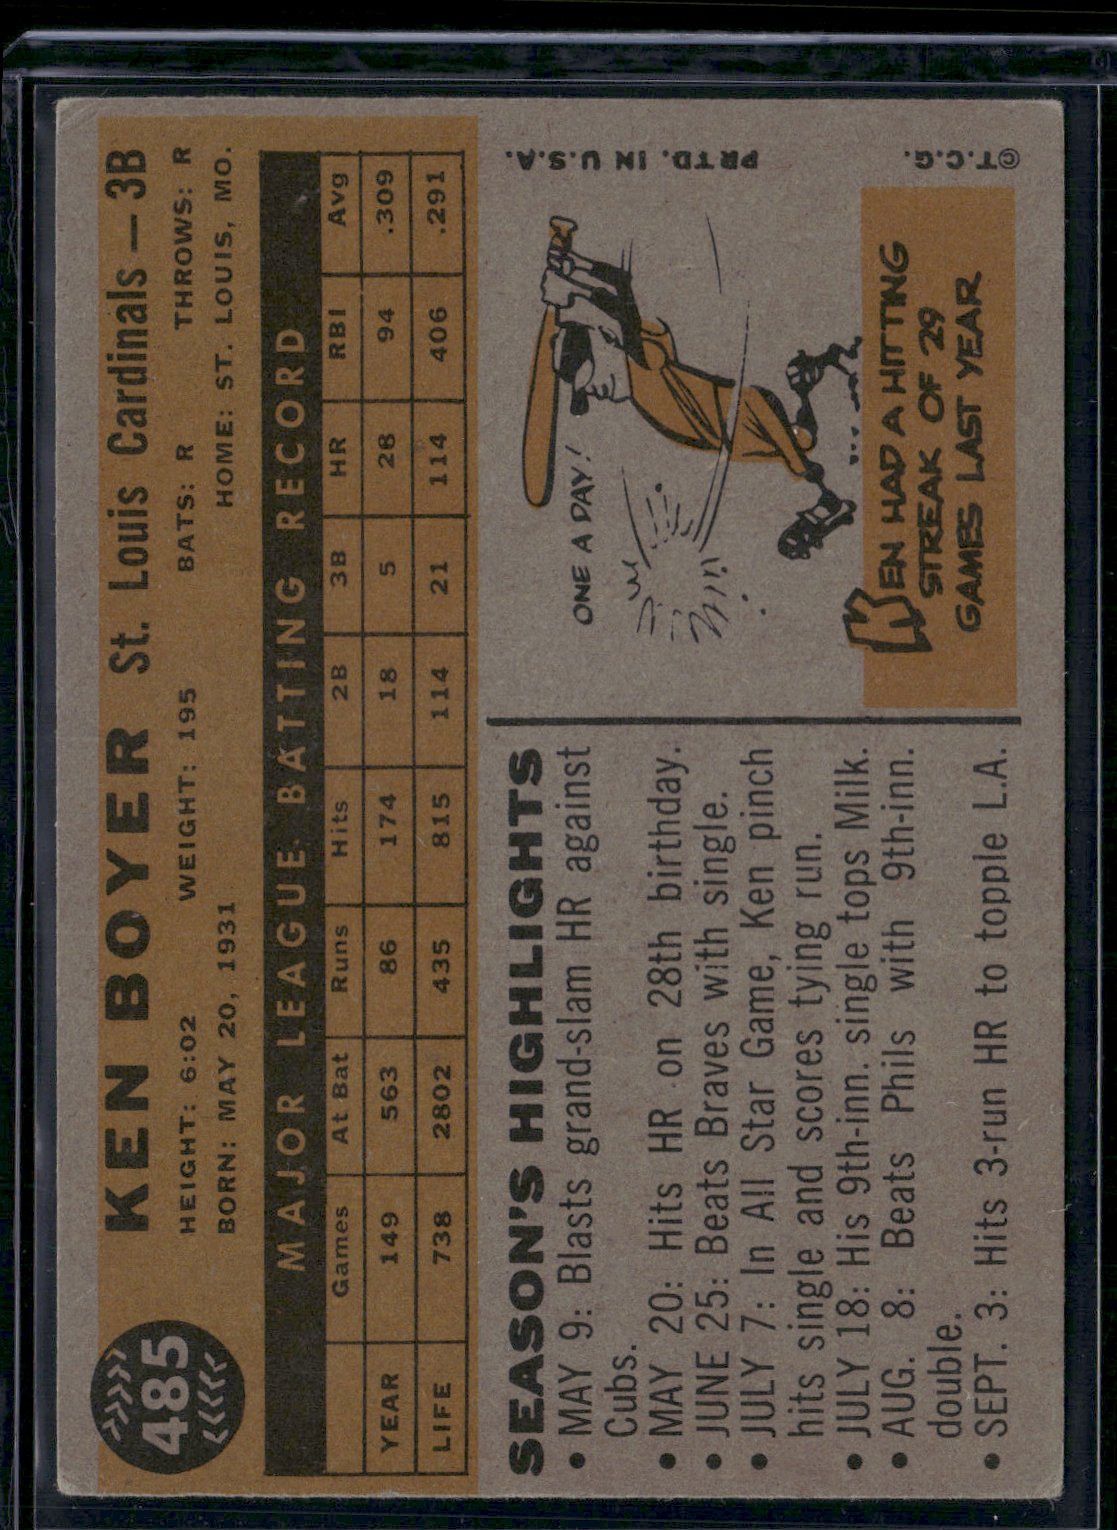 485
KEN BOYER St. Louis Cardinals — 3B
HEIGHT: 6:02 WEIGHT: 195 BATS: R THROWS: R
BORN: MAY 20, 1931 HOME: ST. LOUIS, MO.
MAJOR LEAGUE BATTING RECORD
Games At Bat Runs Hits 2B 3B HR RBI Avg
YEAR 149 563 86 174 18 5 28 94 .309
LIFE 738 2802 435 815 114 21 114 406 .291
SEASON'S HIGHLIGHTS
• MAY 9: Blasts grand-slam HR against
Cubs.
• MAY 20: Hits HR on 28th birthday.
• JUNE 25: Beats Braves with single.
• JULY 7: In All Star Game, Ken pinch
hits single and scores tying run.
• JULY 18: His 9th-inn. single tops Milk.
• AUG. 8: Beats Phils with 9th-inn.
double.
• SEPT. 3: Hits 3-run HR to topple L.A.
ONE A DAY!
KEN HAD A HITTING
STREAK OF 29
GAMES LAST YEAR
© T.C.G. PRTD. IN U.S.A.